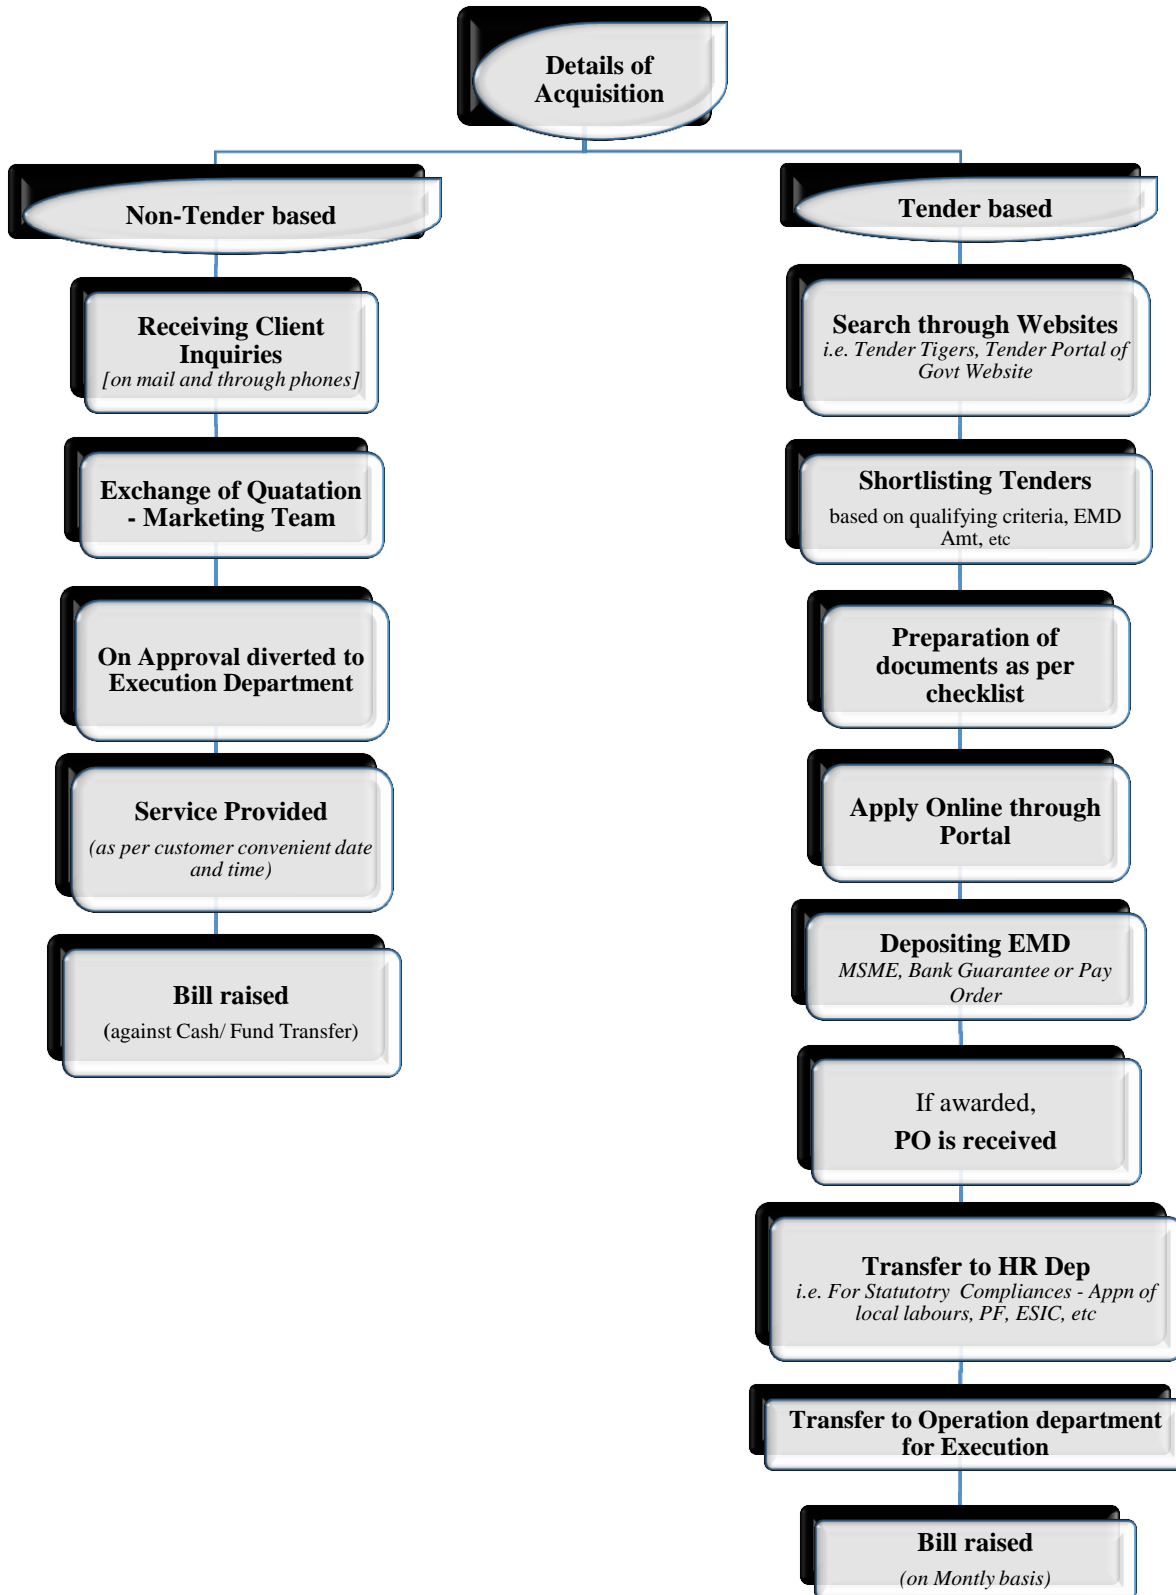 Details of
Acquisition
Non-Tender based
Receiving Client
Inquiries
[on mail and through phones]
Exchange of Quatation
- Marketing Team
On Approval diverted to
Execution Department
Service Provided
(as per customer convenient date
and time)
Bill raised
(against Cash/ Fund Transfer)
Tender based
Search through Websites
i.e. Tender Tigers, Tender Portal of
Govt Website
Shortlisting Tenders
based on qualifying criteria, EMD
Amt, etc
Preparation of
documents as per
checklist
Apply Online through
Portal
Depositing EMD
MSME, Bank Guarantee or Pay
Order
If awarded,
PO is received
Transfer to HR Dep
i.e. For Statutotry Compliances - Appn of
local labours, PF, ESIC, etc
Transfer to Operation department
for Execution
Bill raised
(on Montly basis)